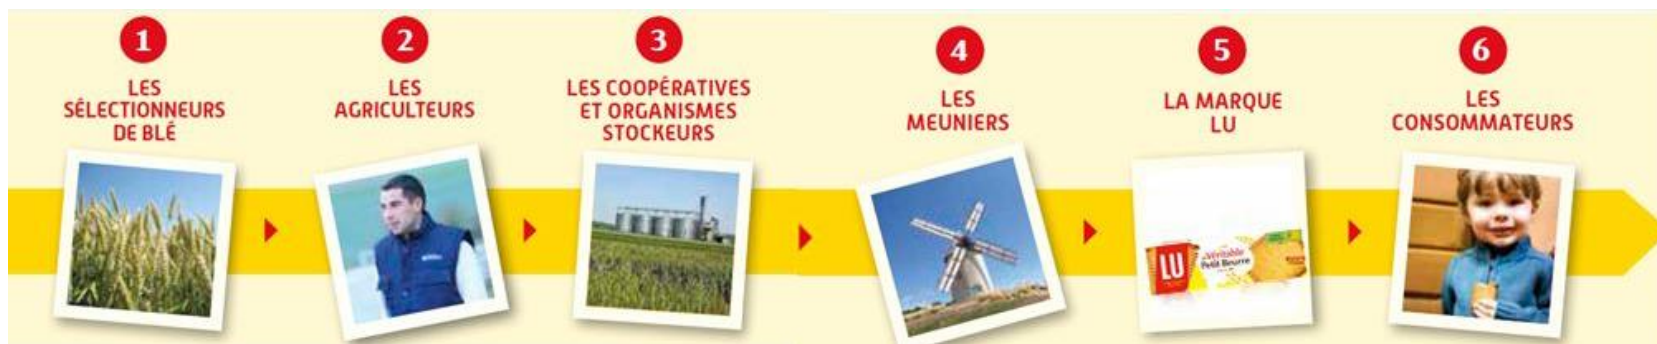 1
LES
SÉLECTIONNEURS
DE BLÉ
2
LES
AGRICULTEURS
3
LES COOPÉRATIVES
ET ORGANISMES
STOCKEURS
4
LES
MEUNIERS
5
LA MARQUE
LU
6
LES
CONSOMMATEURS
LU
Véritable
Petit Beurre